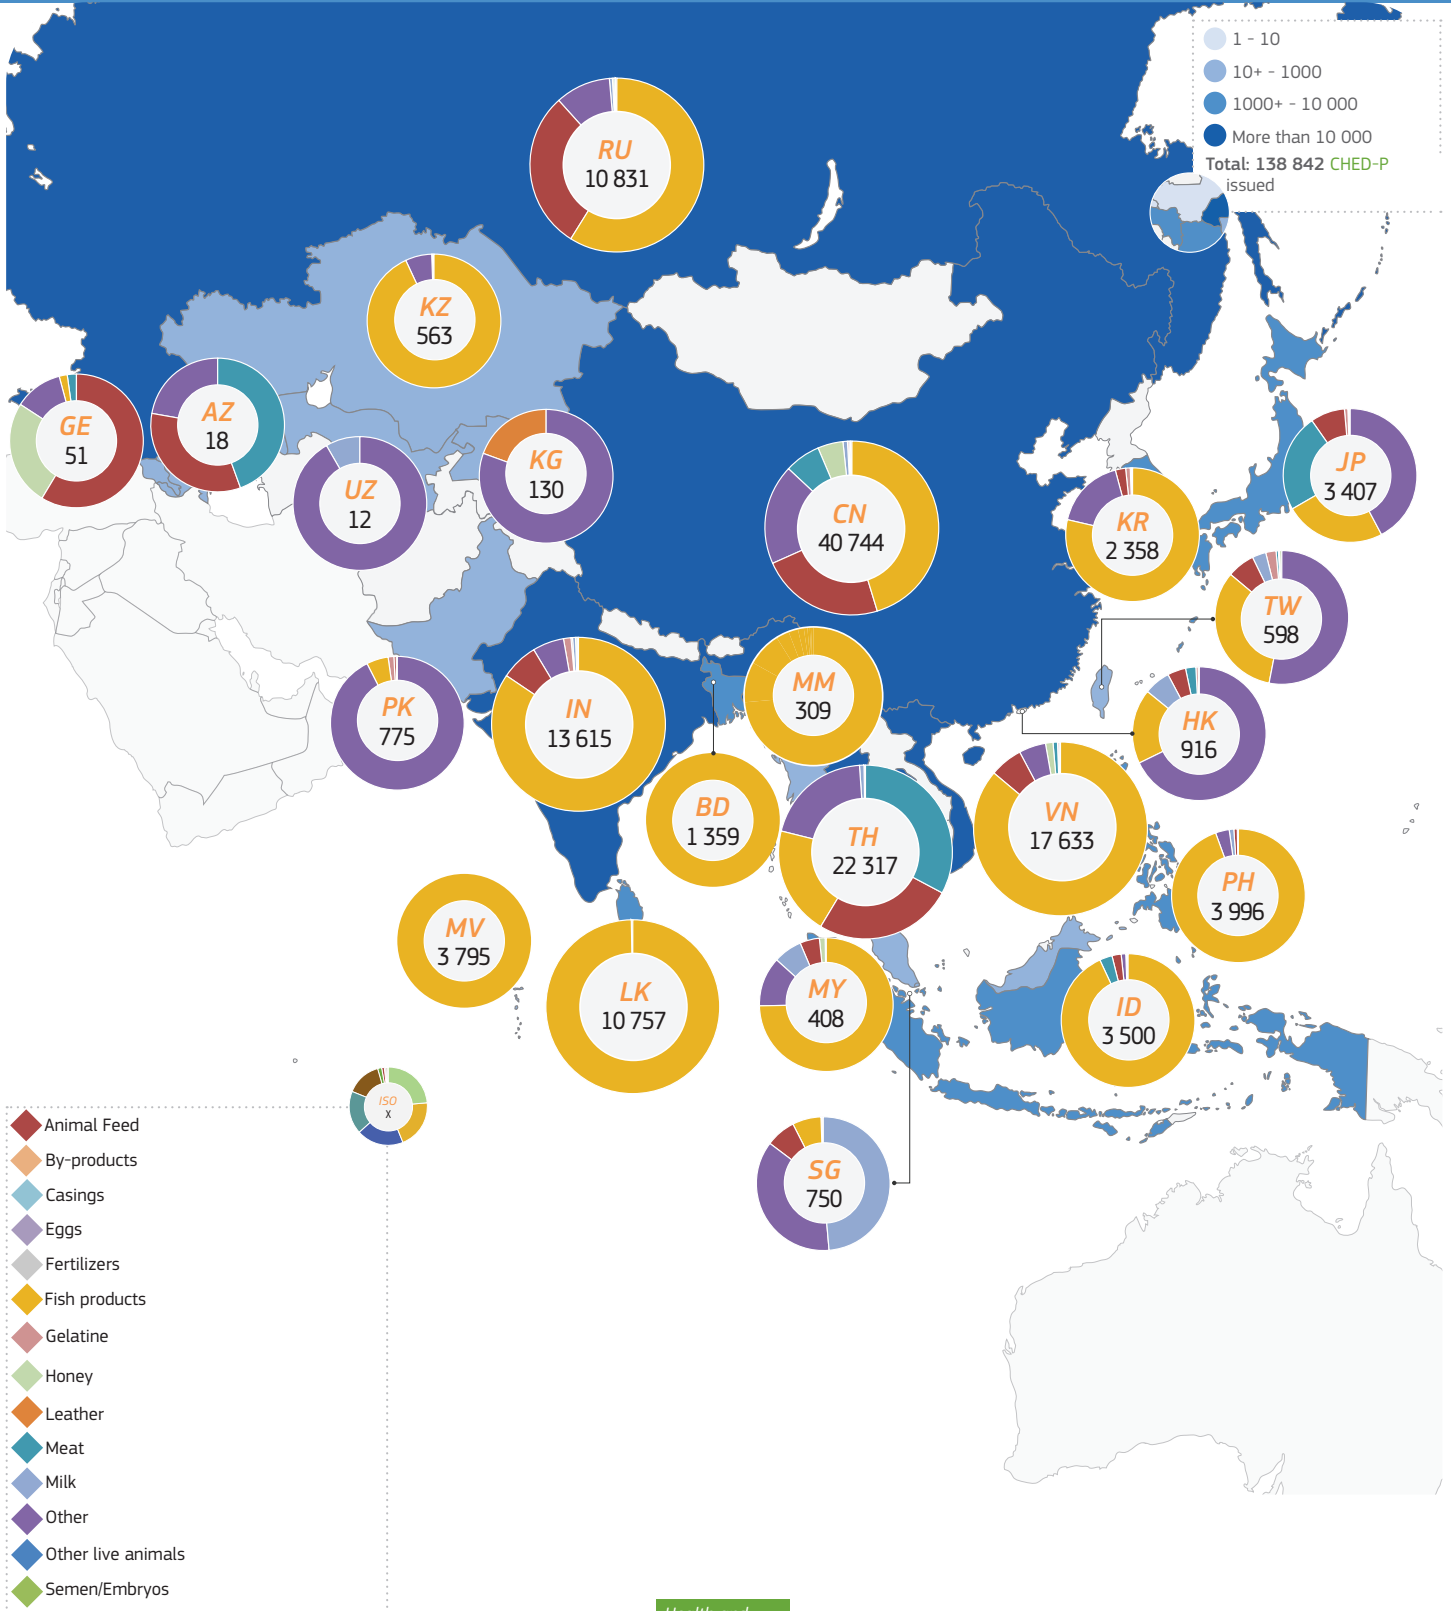 1 - 10
10+ - 1000
1000+ - 10 000
More than 10 000
Total: 138 842 CHED-P
issued
RU
10 831
KZ
563
GE
51
AZ
18
UZ
12
KG
130
CN
40 744
KR
2 358
JP
3 407
TW
598
HK
916
PK
775
IN
13 615
MM
309
BD
1 359
TH
22 317
VN
17 633
PH
3 996
MV
3 795
LK
10 757
MY
408
ID
3 500
SG
750
ISO
X
Animal Feed
By-products
Casings
Eggs
Fertilizers
Fish products
Gelatine
Honey
Leather
Meat
Milk
Other
Other live animals
Semen/Embryos